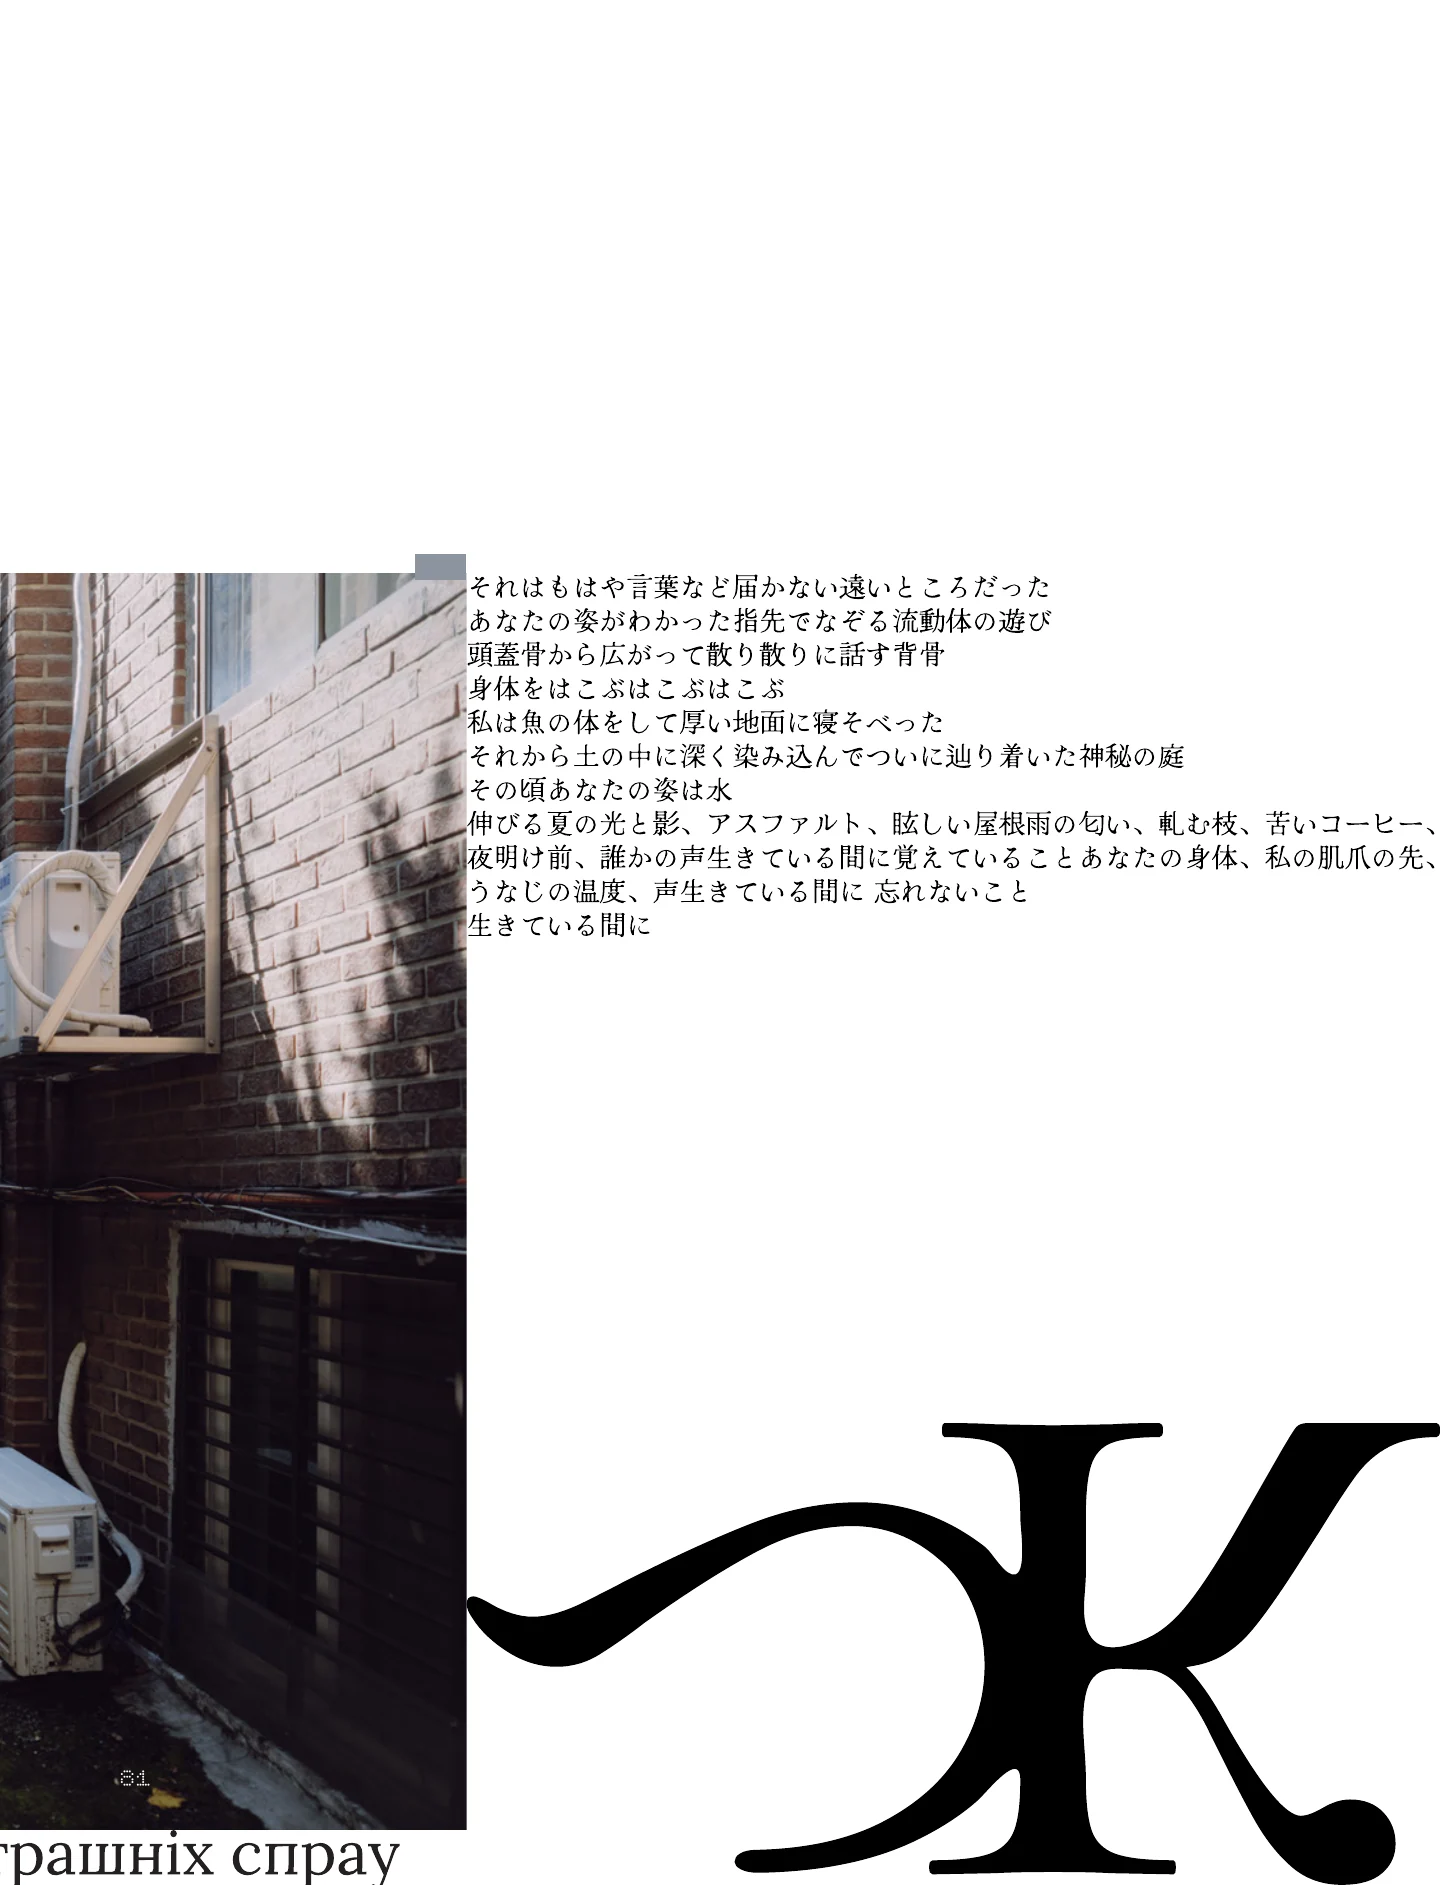 それはもはや言葉など届かない遠いところだった
あなたの姿がわかった指先でなぞる流動体の遊び
頭蓋骨から広がって散り散りに話す背骨
身体をはこぶはこぶはこぶ
私は魚の体をして厚い地面に寝そべった
それから土の中に深く染み込んでついに辿り着いた神秘の庭
その頃あなたの姿は水
伸びる夏の光と影、アスファルト、眩しい屋根雨の匂い、軋む枝、苦いコーヒー、
夜明け前、誰かの声生きている間に覚えていることあなたの身体、私の肌爪の先、
うなじの温度、声生きている間に 忘れないこと
生きている間に
81
спрау